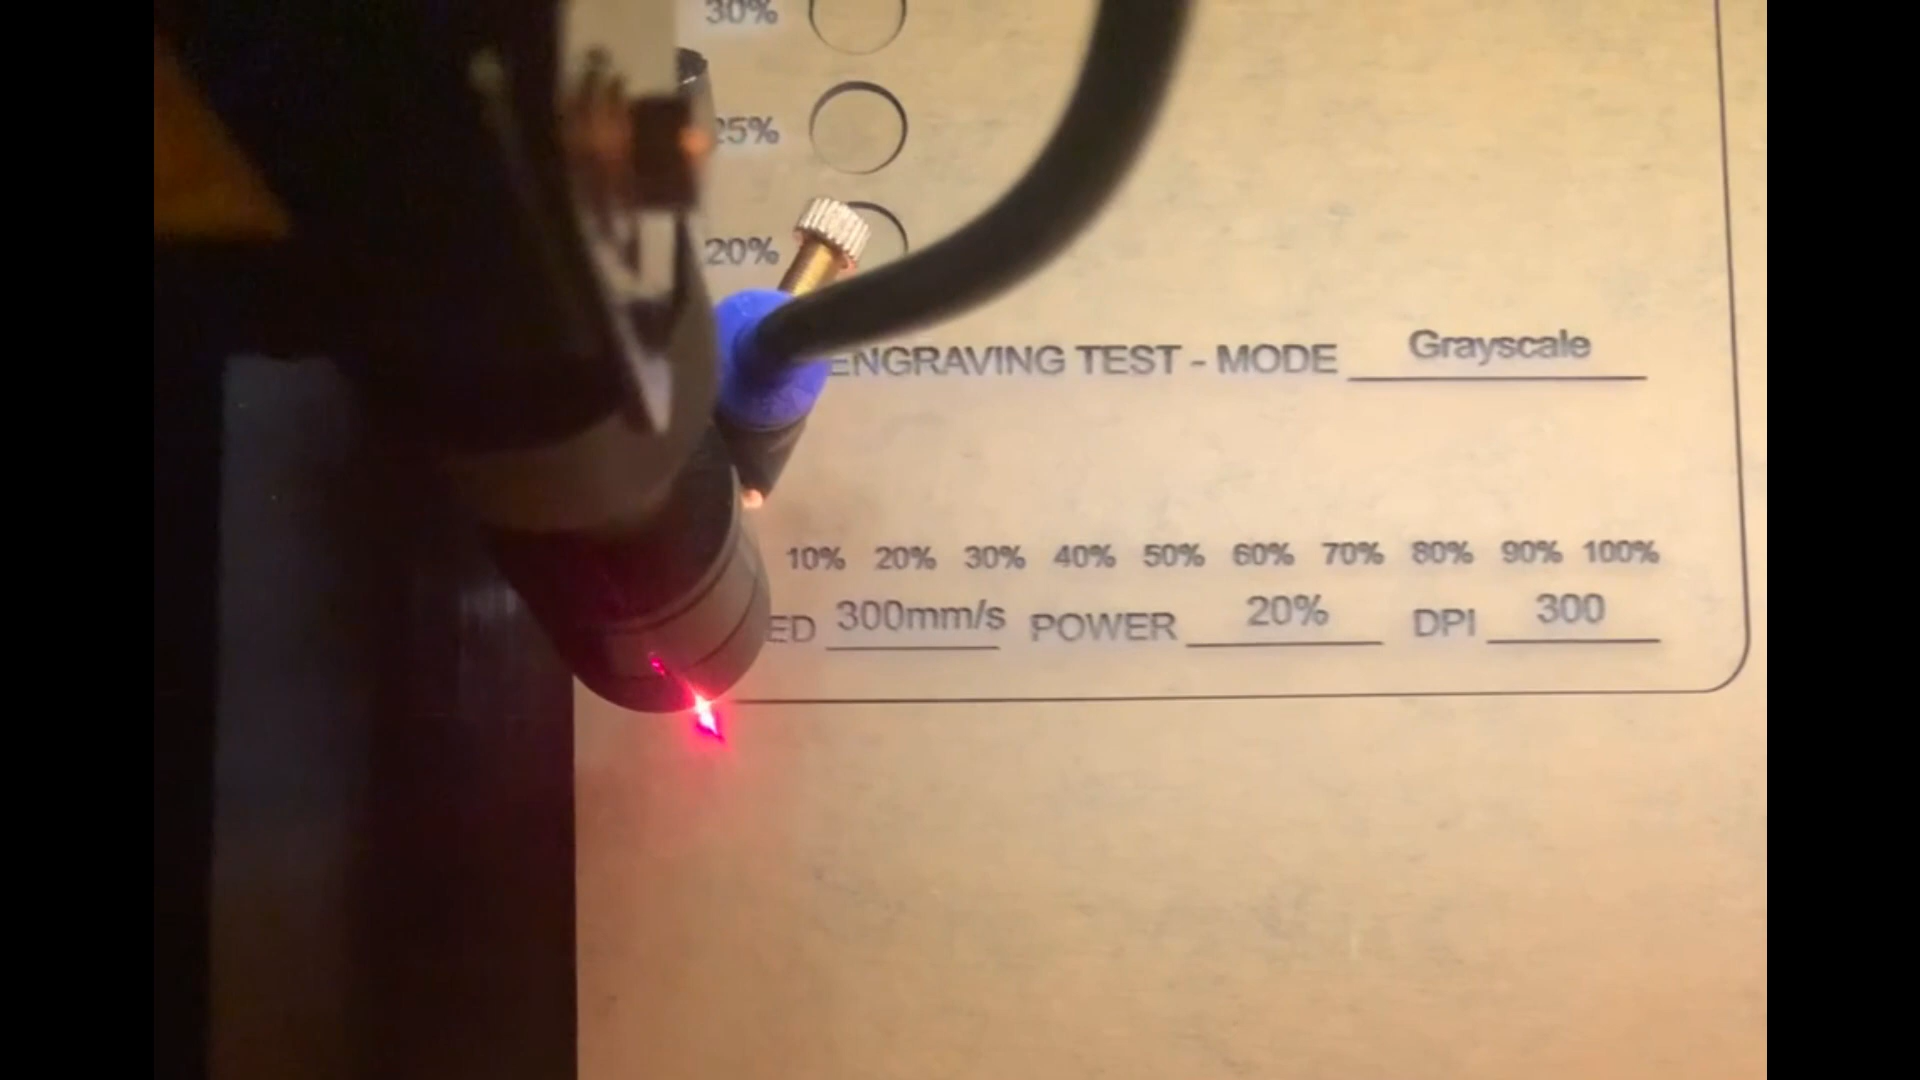 30%
25%
20%
ENGRAVING TEST - MODE Grayscale
10% 20% 30% 40% 50% 60% 70% 80% 90% 100%
ED 300mm/s POWER 20% DPI 300